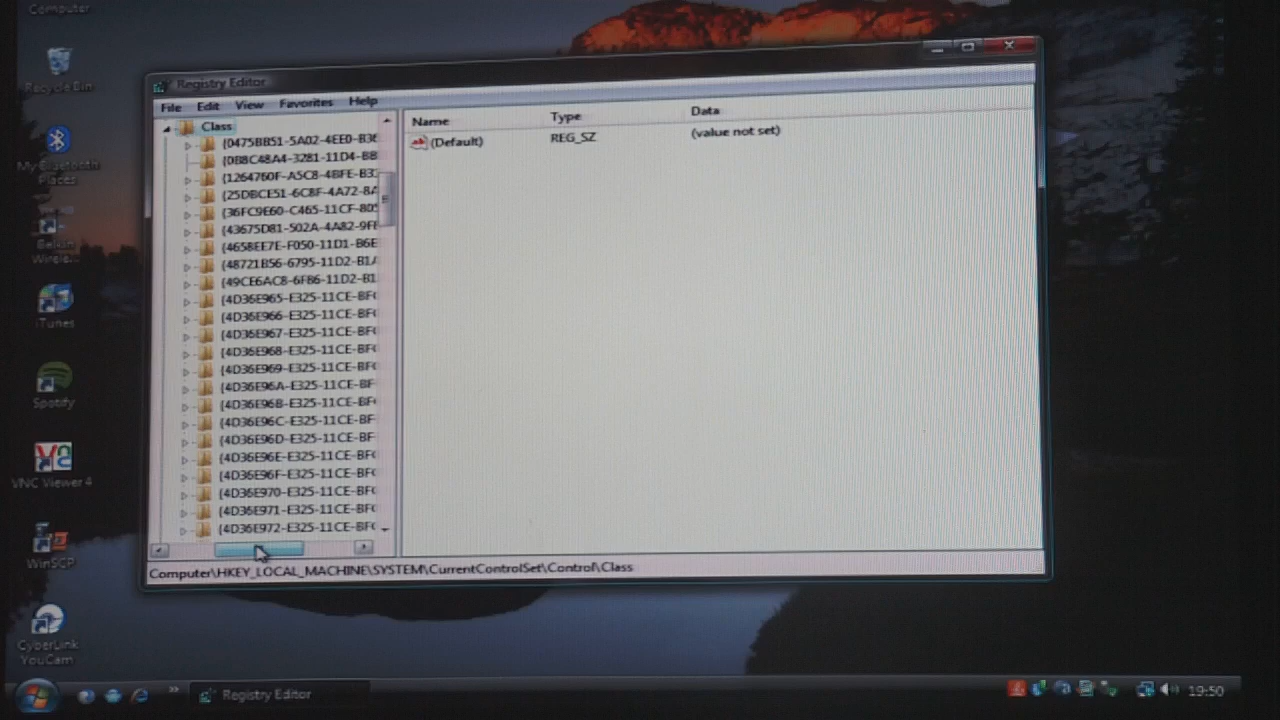 Computer
Recycle Bin
My Bluetooth
Places
Belkin
Wirele...
iTunes
Spotify
VNC Viewer 4
WinSCP
CyberLink
YouCam
Registry Editor
File Edit View Favorites Help
Class
{0475BB51-5A02-4EE0-B36
{0B8C48A4-3281-11D4-BB
{1264760F-A5C8-4BFE-B3
{25DBCE51-6C8F-4A72-8A
{36FC9E60-C465-11CF-805
{43675D81-502A-4A82-9FE
{4658EE7E-F050-11D1-B6E
{48721B56-6795-11D2-B1A
{49CE6AC8-6F86-11D2-B1
{4D36E965-E325-11CE-BFC
{4D36E966-E325-11CE-BFC
{4D36E967-E325-11CE-BFC
{4D36E968-E325-11CE-BFC
{4D36E969-E325-11CE-BFC
{4D36E96A-E325-11CE-BF
{4D36E96B-E325-11CE-BFC
{4D36E96C-E325-11CE-BF
{4D36E96D-E325-11CE-BF
{4D36E96E-E325-11CE-BFC
{4D36E96F-E325-11CE-BFC
{4D36E970-E325-11CE-BFC
{4D36E971-E325-11CE-BFC
{4D36E972-E325-11CE-BFC
Name Type Data
ab (Default) REG_SZ (value not set)
Computer\HKEY_LOCAL_MACHINE\SYSTEM\CurrentControlSet\Control\Class
Registry Editor
19:50